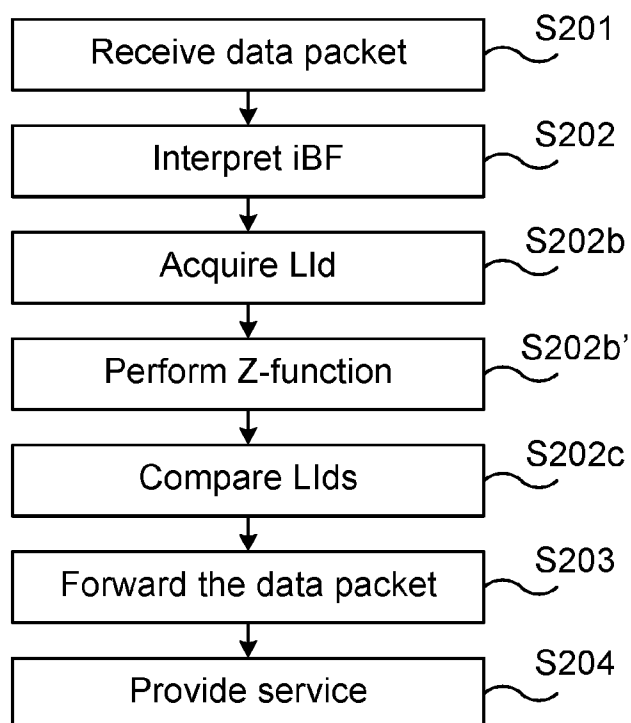 Receive data packet
S201
Interpret iBF
S202
Acquire LId
S202b
Perform Z-function
S202b’
Compare LIds
S202c
Forward the data packet
S203
Provide service
S204